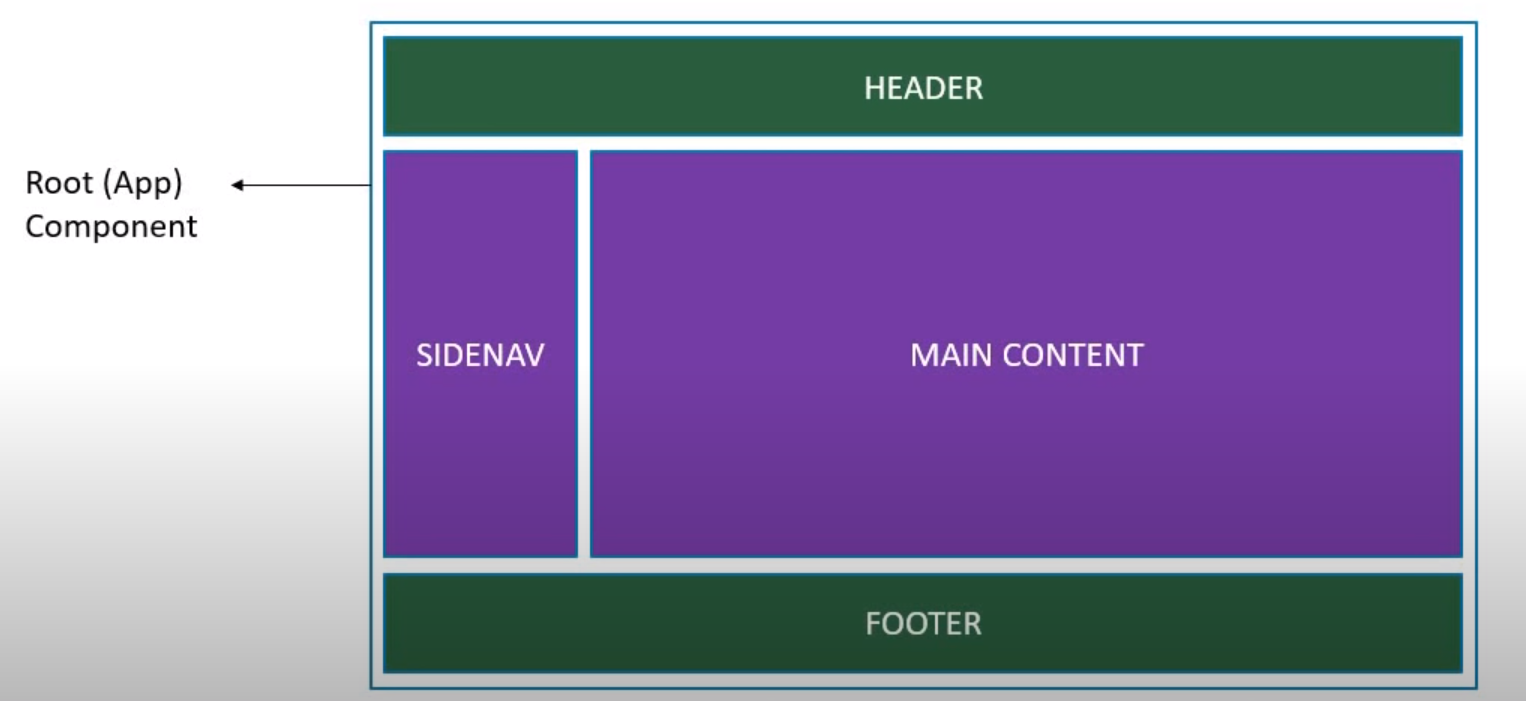 HEADER
Root (App)
Component
SIDENAV
MAIN CONTENT
FOOTER